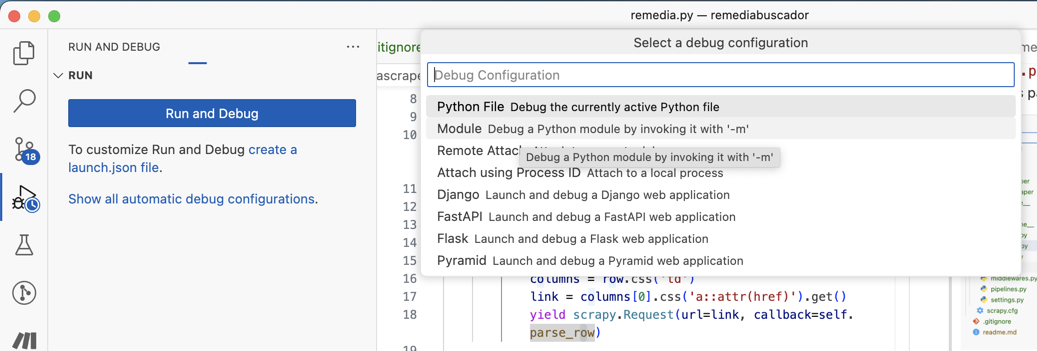 remedia.py — remediabuscador
RUN AND DEBUG ···
RUN
Run and Debug
To customize Run and Debug create a
launch.json file.
Show all automatic debug configurations.
18
itignore
ascrape
Select a debug configuration
Debug Configuration
Python File Debug the currently active Python file
Module Debug a Python module by invoking it with '-m'
Remote Attach
Debug a Python module by invoking it with '-m'
Attach using Process ID Attach to a local process
Django Launch and debug a Django web application
FastAPI Launch and debug a FastAPI web application
Flask Launch and debug a Flask web application
Pyramid Launch and debug a Pyramid web application
8
9
10
11
12
13
14
15
16 columns = row.css('td')
17 link = columns[0].css('a::attr(href)').get()
18 yield scrapy.Request(url=link, callback=self.
parse_row)
19
middlewares.py
pipelines.py
settings.py
scrapy.cfg
.gitignore
readme.md